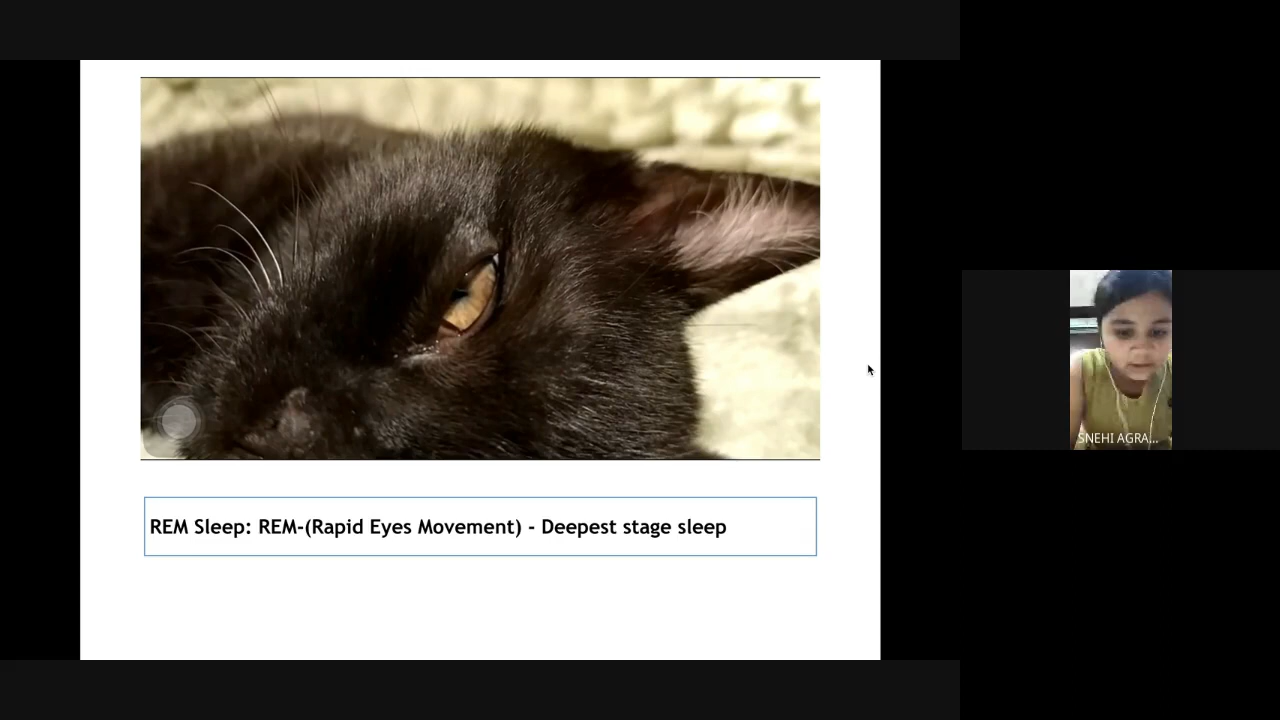 REM Sleep: REM-(Rapid Eyes Movement) - Deepest stage sleep
SNEHI AGRA...